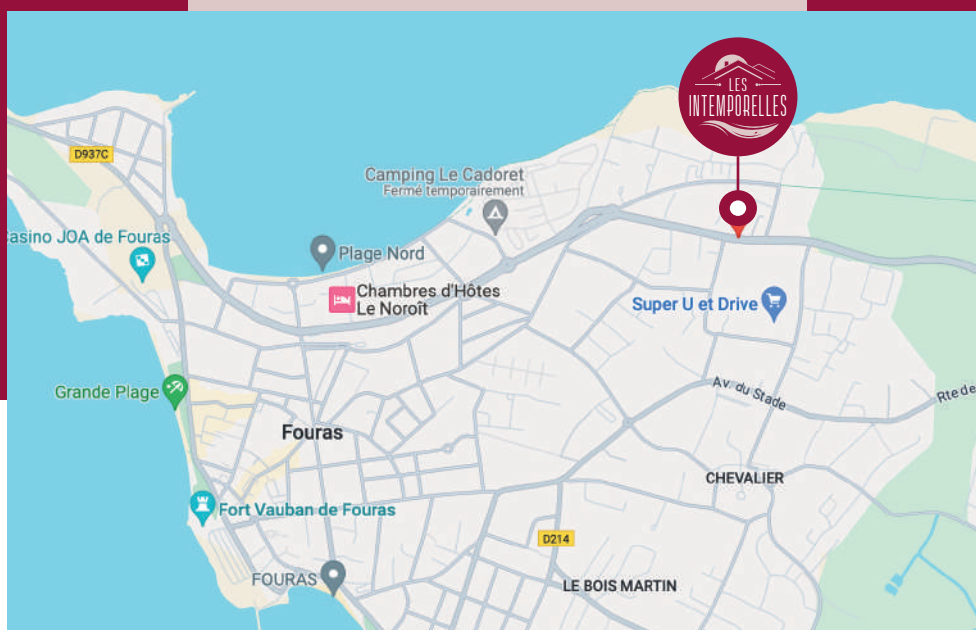 LES
INTEMPORELLES
D937C
Camping Le Cadoret
Fermé temporairement
Casino JOA de Fouras
Plage Nord
Chambres d'Hôtes
Le Noroît
Super U et Drive
Grande Plage
Av. du Stade
Rte de
Fouras
CHEVALIER
Fort Vauban de Fouras
D214
FOURAS
LE BOIS MARTIN